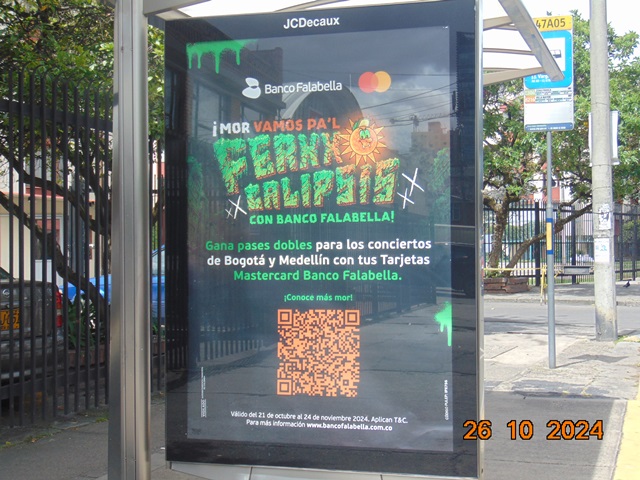 JCDecaux
47A05
Banco Falabella
¡MOR VAMOS PA'L
FERXXO
CALIPSIS
CON BANCO FALABELLA!
Gana pases dobles para los conciertos
de Bogotá y Medellín con tus Tarjetas
Mastercard Banco Falabella.
¡Conoce más mor!
Válido del 21 de octubre al 24 de noviembre 2024. Aplican T&C.
Para más información www.bancofalabella.com.co
26 10 2024